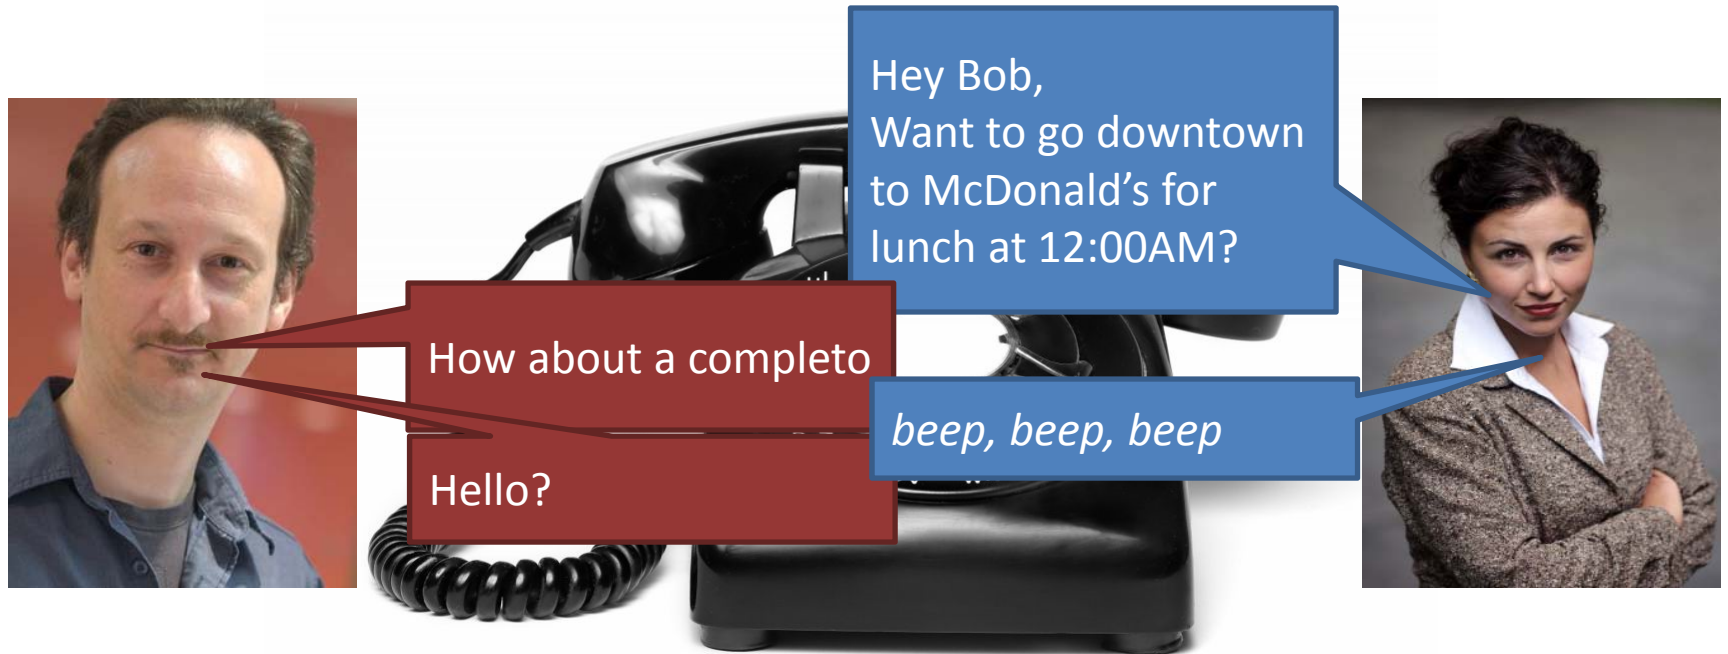 Hey Bob,
Want to go downtown
to McDonald’s for
lunch at 12:00AM?
How about a completo
beep, beep, beep
Hello?